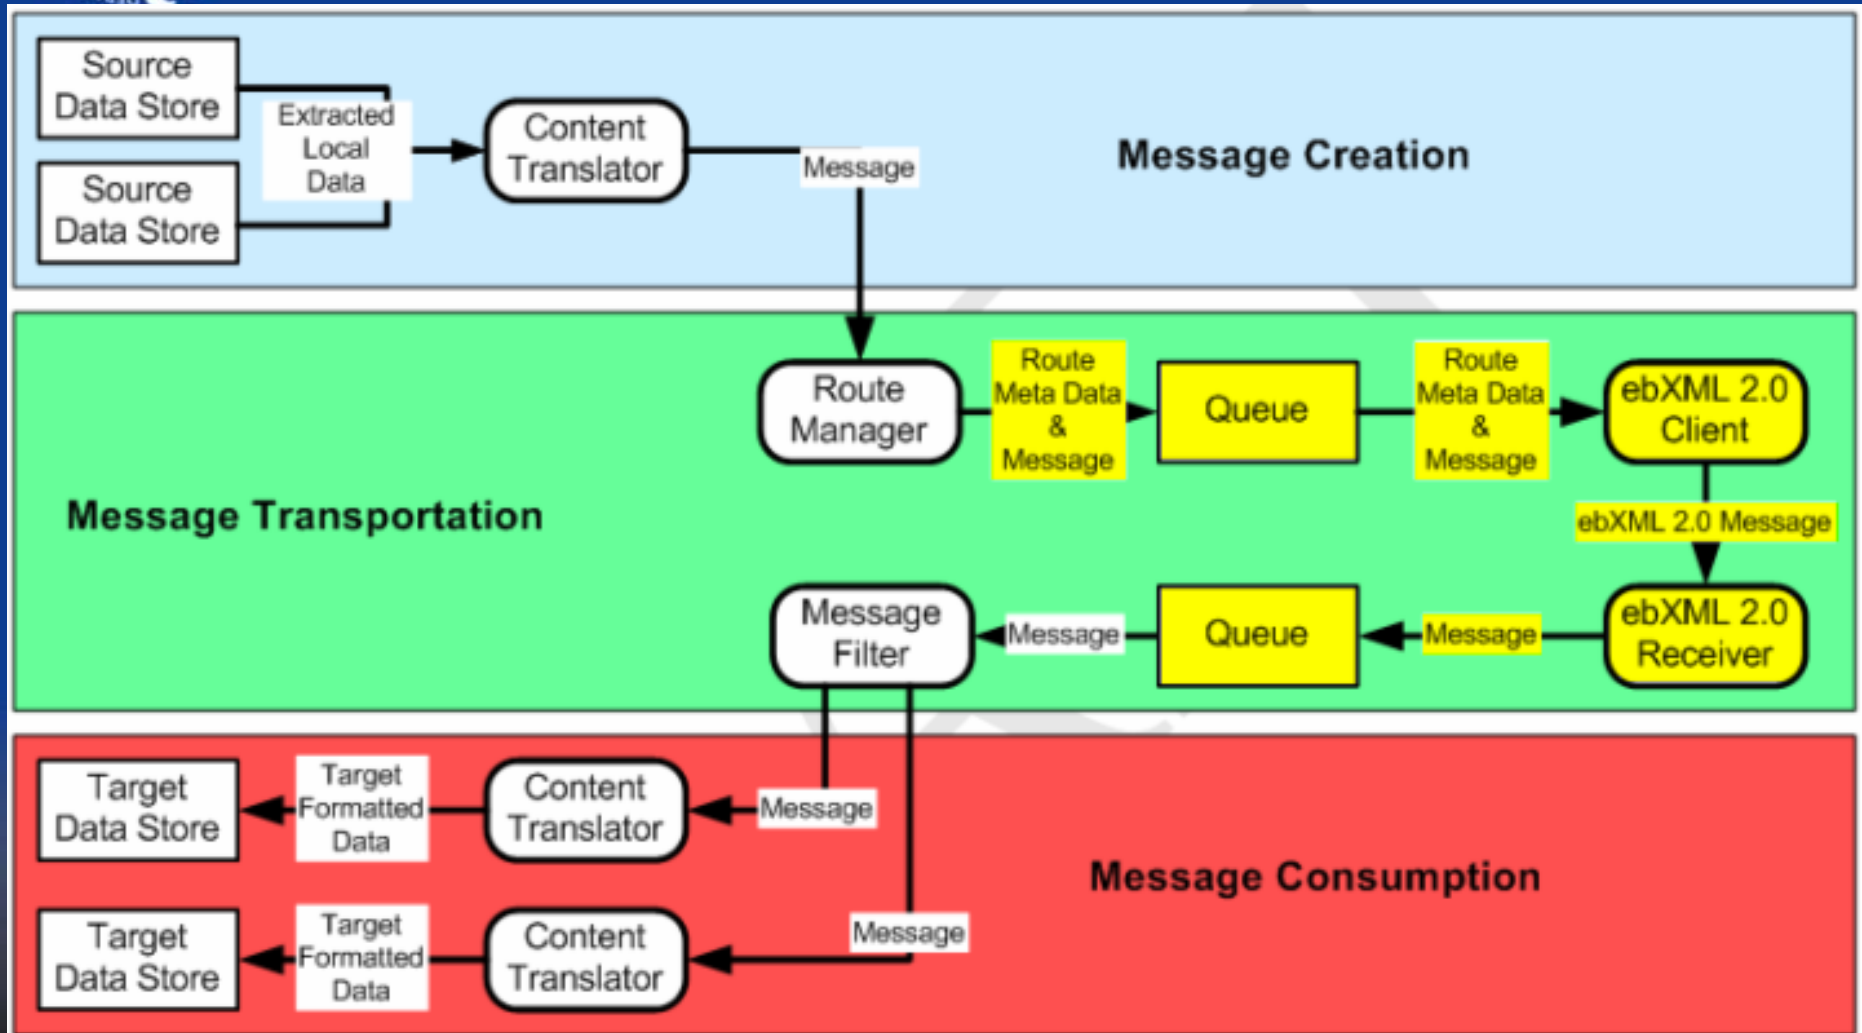 Source
Data Store
Extracted
Local
Data
Source
Data Store
Content
Translator
Message
Message Creation
Route
Manager
Route
Meta Data
&
Message
Queue
Route
Meta Data
&
Message
ebXML 2.0
Client
Message Transportation
ebXML 2.0 Message
Message
Filter
Message
Queue
Message
ebXML 2.0
Receiver
Target
Data Store
Target
Formatted
Data
Content
Translator
Message
Message Consumption
Target
Data Store
Target
Formatted
Data
Content
Translator
Message